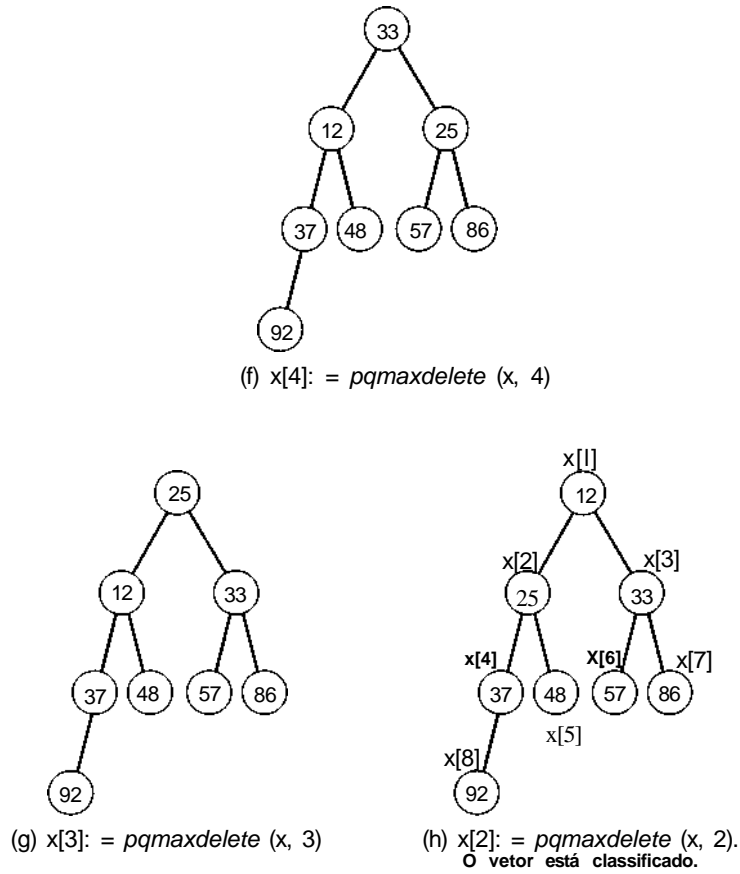 33
12 25
37 48 57 86
92
(f) x[4]: = pqmaxdelete (x, 4)
25
12 33
37 48 57 86
92
(g) x[3]: = pqmaxdelete (x, 3)
x[l]
12
x[2] x[3]
25 33
x[4] X[6] x[7]
37 48 57 86
x[5]
x[8]
92
(h) x[2]: = pqmaxdelete (x, 2).
O vetor está classificado.